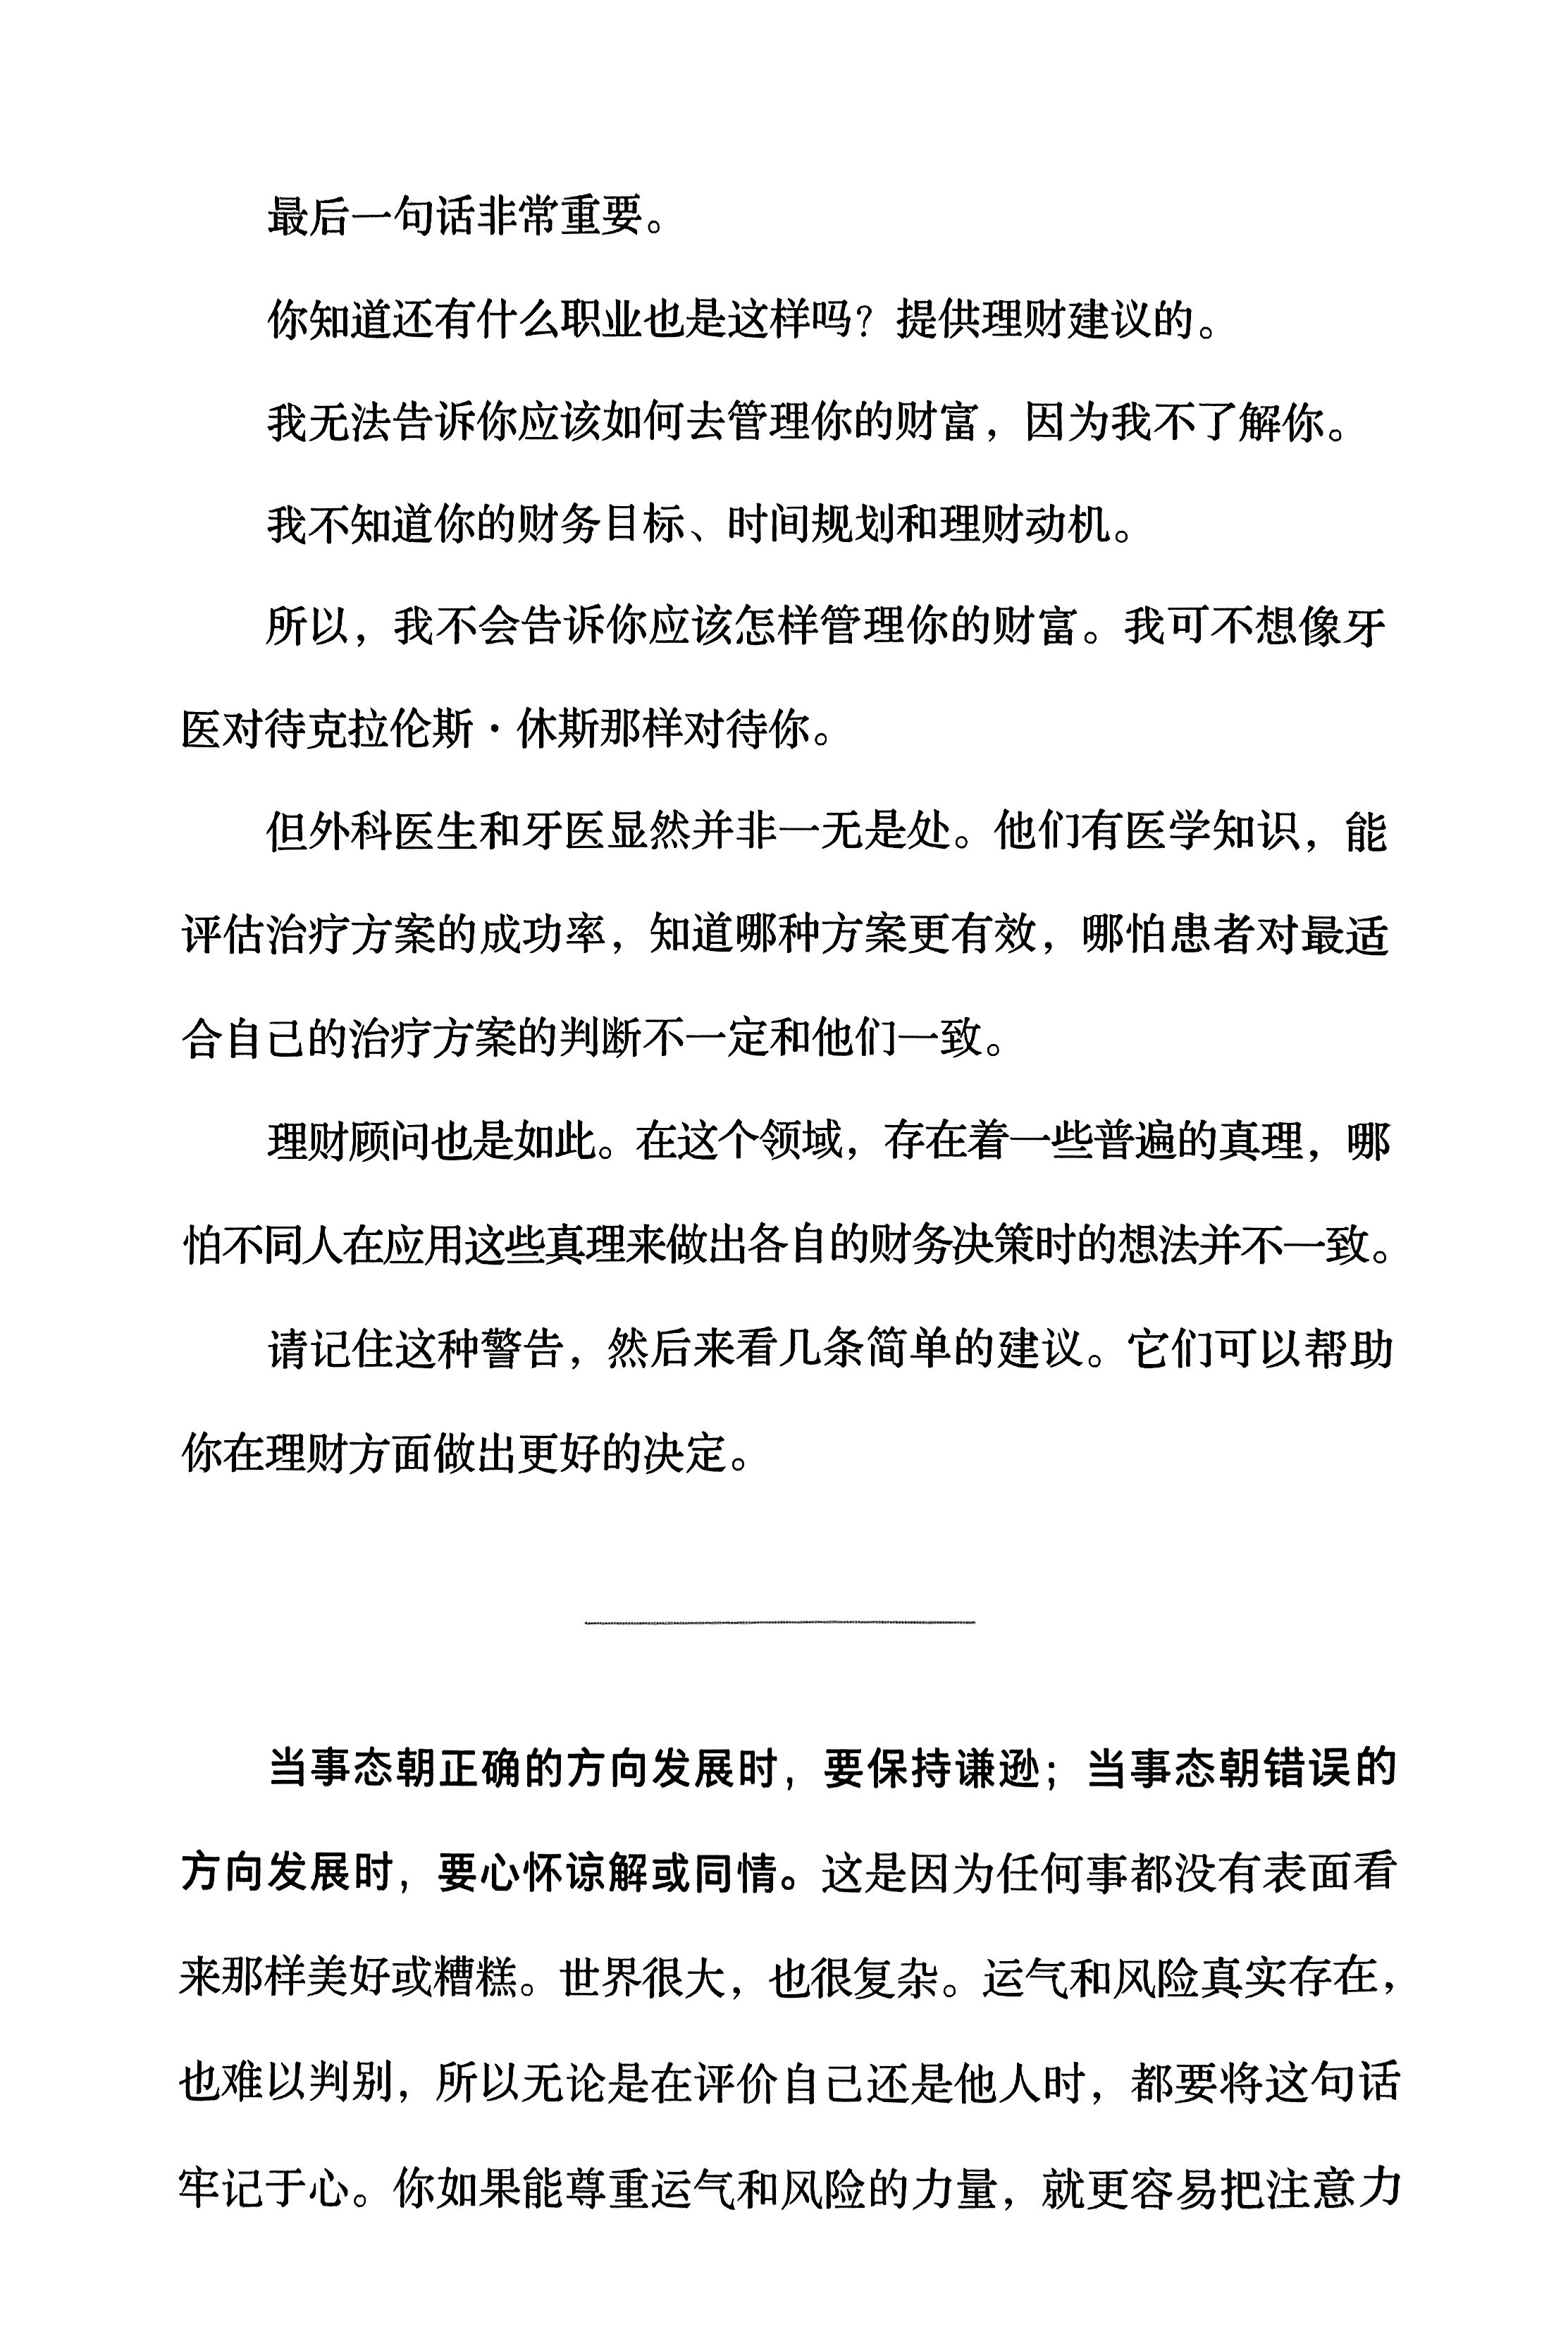 最后一句话非常重要。
你知道还有什么职业也是这样吗？提供理财建议的。
我无法告诉你应该如何去管理你的财富，因为我不了解你。
我不知道你的财务目标、时间规划和理财动机。
所以，我不会告诉你应该怎样管理你的财富。我可不想像牙
医对待克拉伦斯·休斯那样对待你。
但外科医生和牙医显然并非一无是处。他们有医学知识，能
评估治疗方案的成功率，知道哪种方案更有效，哪怕患者对最适
合自己的治疗方案的判断不一定和他们一致。
理财顾问也是如此。在这个领域，存在着一些普遍的真理，哪
怕不同人在应用这些真理来做出各自的财务决策时的想法并不一致。
请记住这种警告，然后来看几条简单的建议。它们可以帮助
你在理财方面做出更好的决定。
当事态朝正确的方向发展时，要保持谦逊；当事态朝错误的
方向发展时，要心怀谅解或同情。这是因为任何事都没有表面看
来那样美好或糟糕。世界很大，也很复杂。运气和风险真实存在，
也难以判别，所以无论是在评价自己还是他人时，都要将这句话
牢记于心。你如果能尊重运气和风险的力量，就更容易把注意力